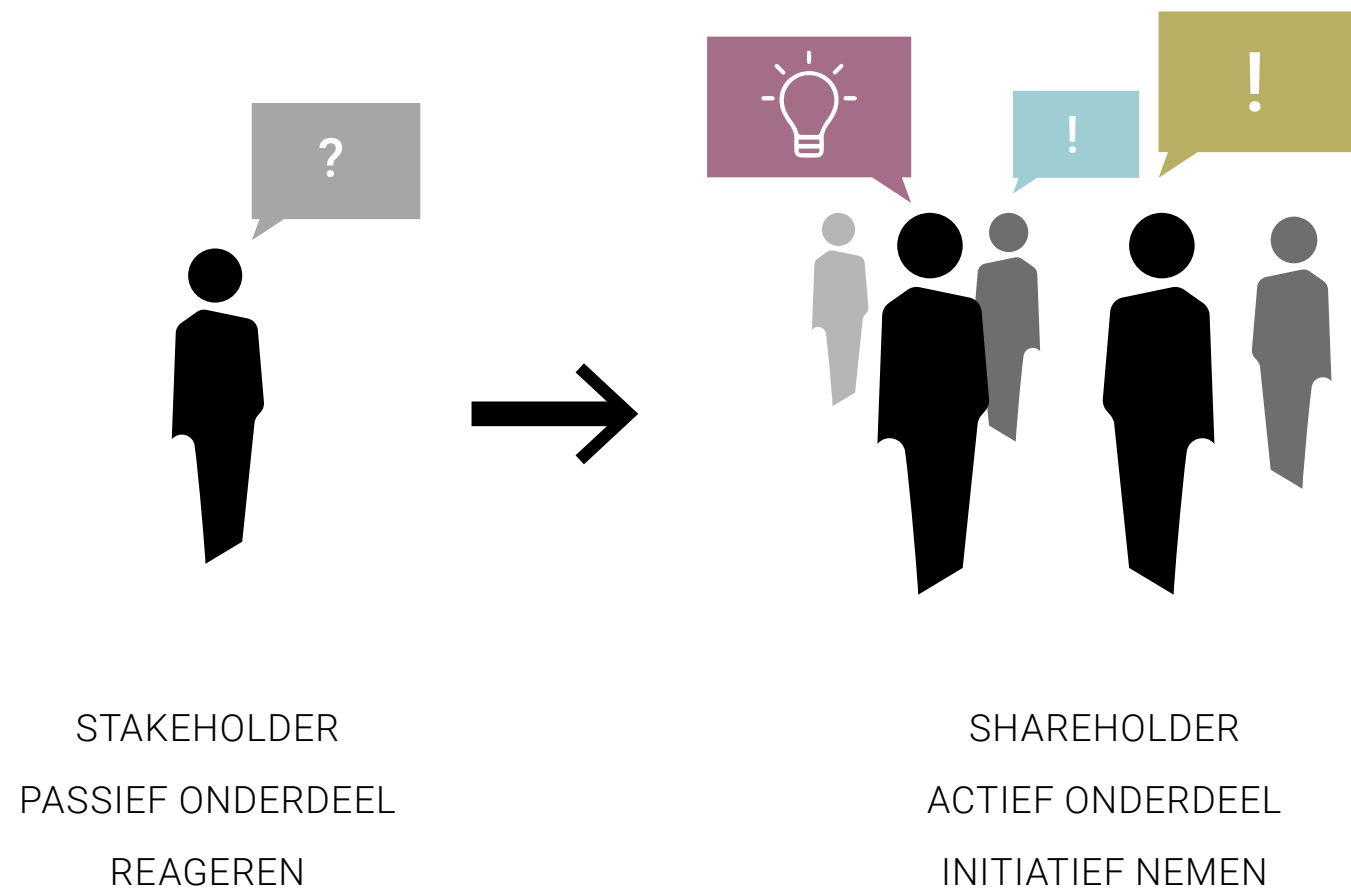 ?
!
!
STAKEHOLDER
PASSIEF ONDERDEEL
REAGEREN
SHAREHOLDER
ACTIEF ONDERDEEL
INITIATIEF NEMEN